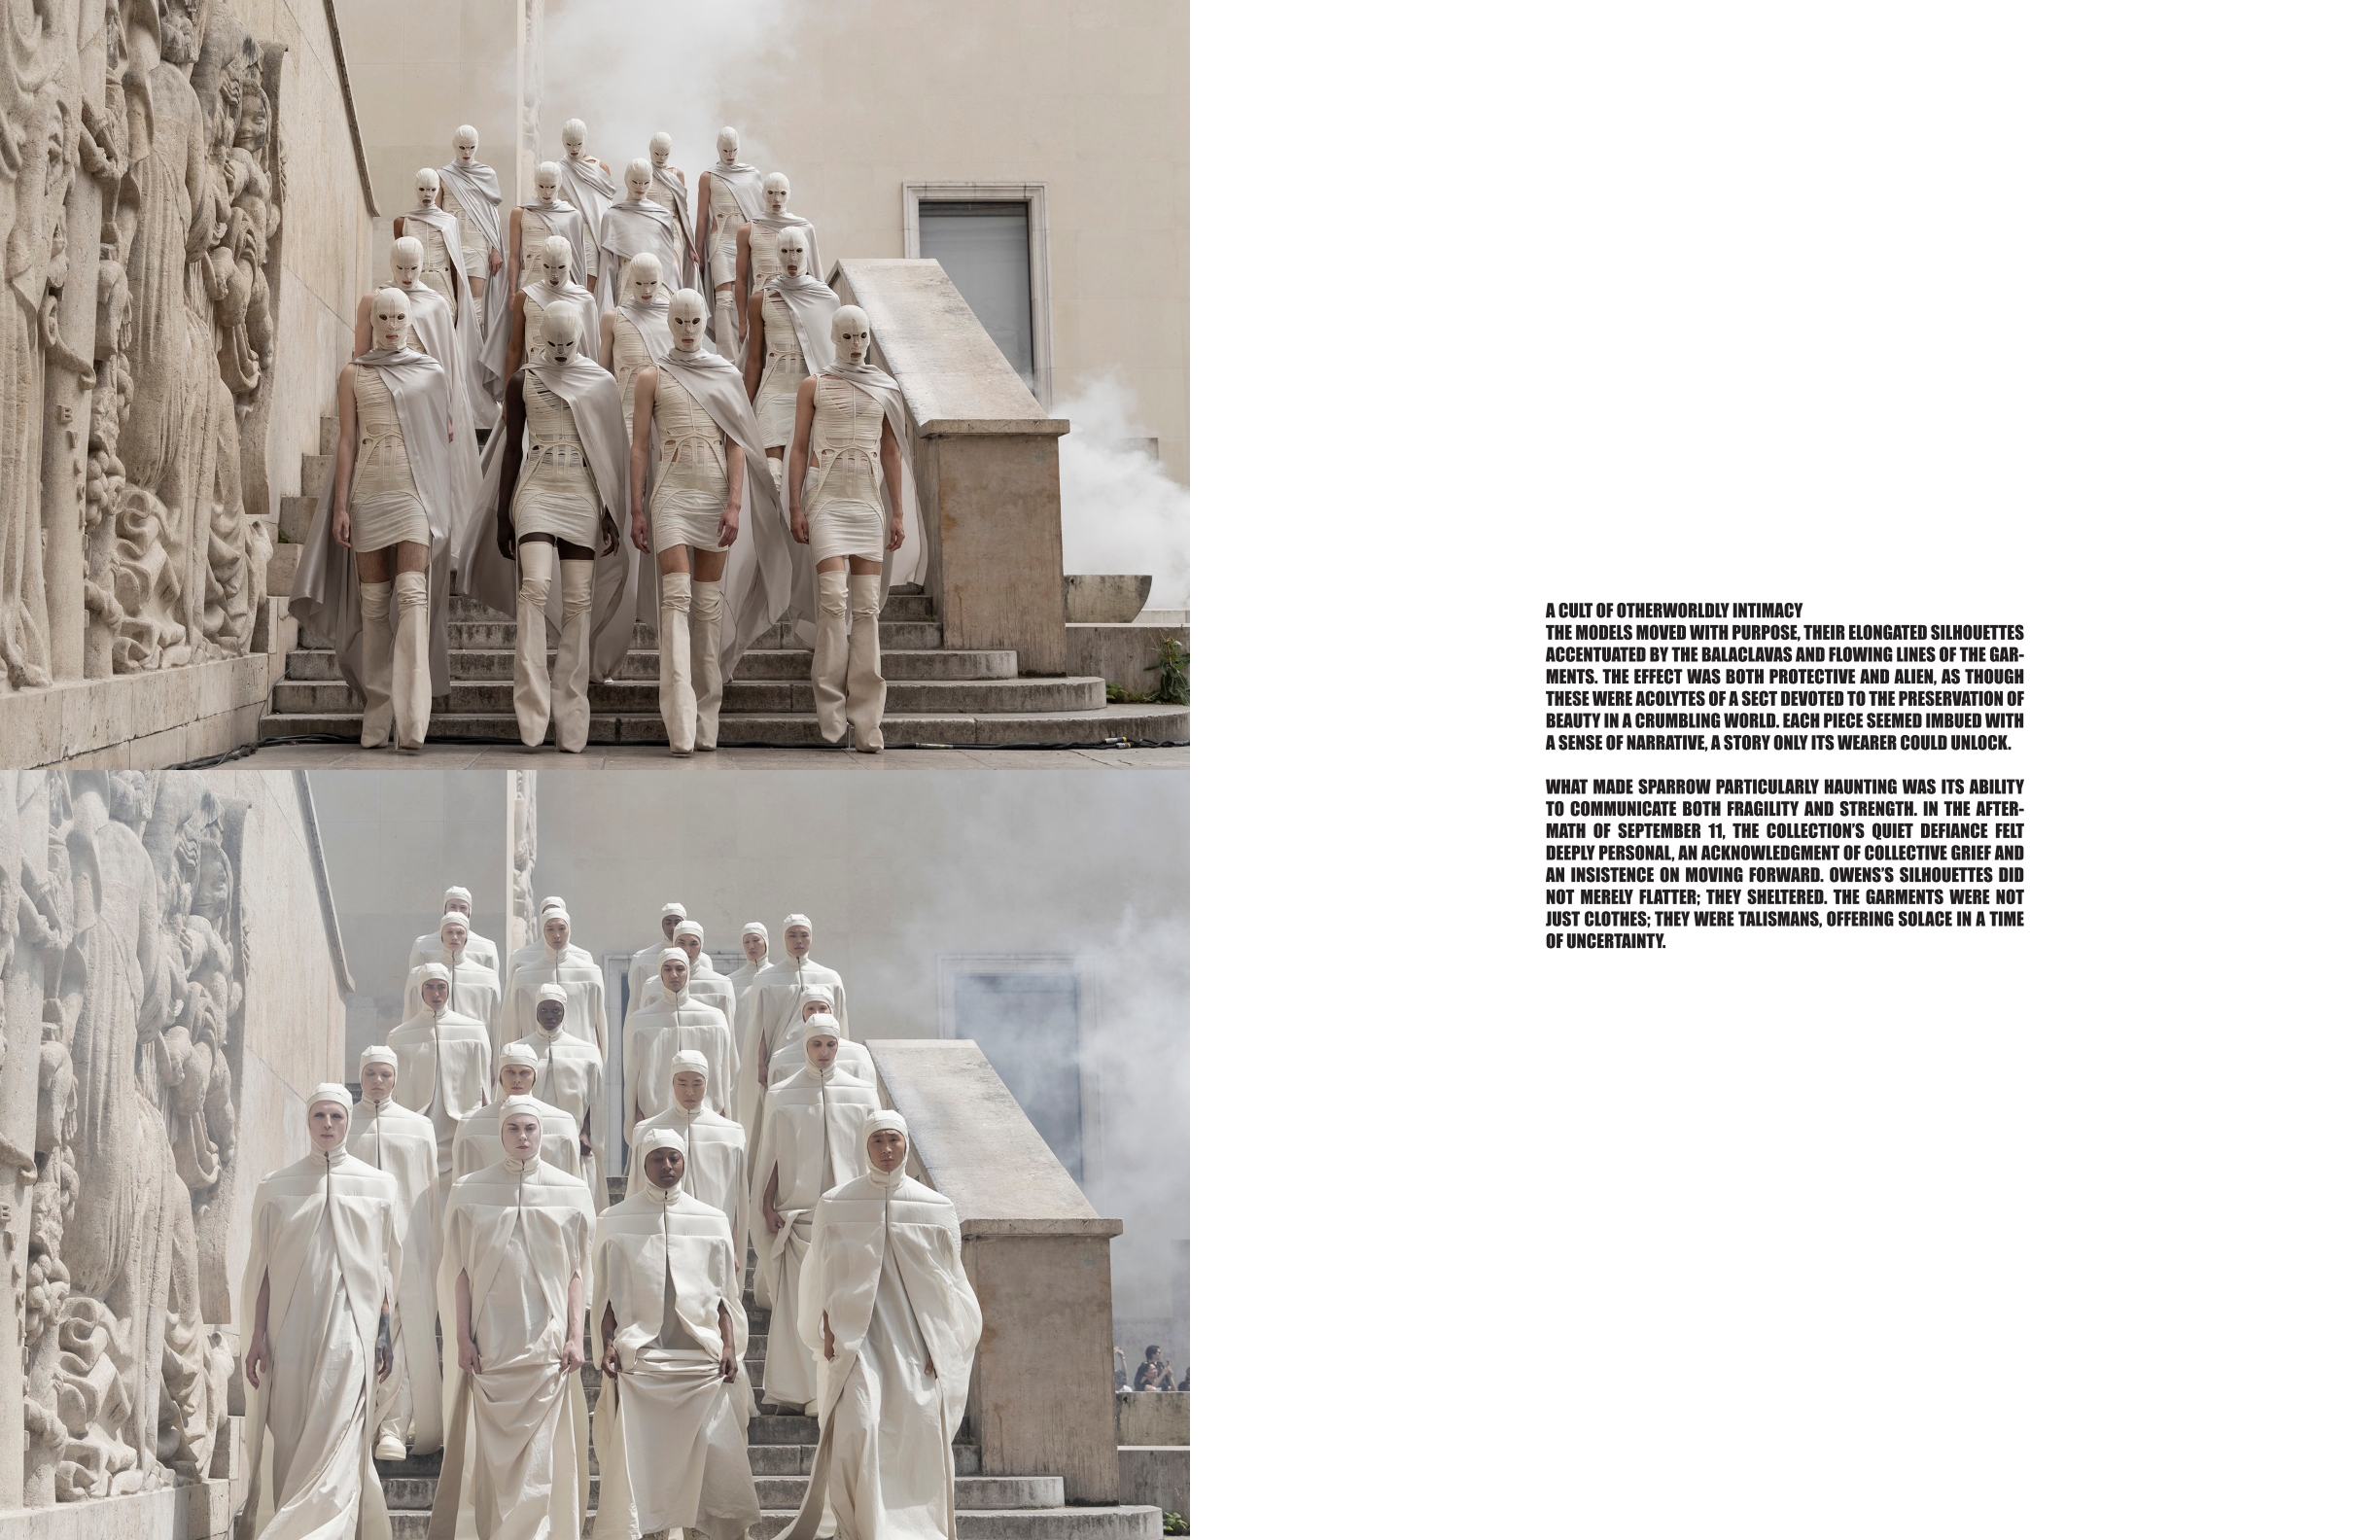 A CULT OF OTHERWORLDLY INTIMACY
THE MODELS MOVED WITH PURPOSE, THEIR ELONGATED SILHOUETTES
ACCENTUATED BY THE BALACLAVAS AND FLOWING LINES OF THE GAR-
MENTS. THE EFFECT WAS BOTH PROTECTIVE AND ALIEN, AS THOUGH
THESE WERE ACOLYTES OF A SECT DEVOTED TO THE PRESERVATION OF
BEAUTY IN A CRUMBLING WORLD. EACH PIECE SEEMED IMBUED WITH
A SENSE OF NARRATIVE, A STORY ONLY ITS WEARER COULD UNLOCK.
WHAT MADE SPARROW PARTICULARLY HAUNTING WAS ITS ABILITY
TO COMMUNICATE BOTH FRAGILITY AND STRENGTH. IN THE AFTER-
MATH OF SEPTEMBER 11, THE COLLECTION'S QUIET DEFIANCE FELT
DEEPLY PERSONAL, AN ACKNOWLEDGMENT OF COLLECTIVE GRIEF AND
AN INSISTENCE ON MOVING FORWARD. OWENS'S SILHOUETTES DID
NOT MERELY FLATTER; THEY SHELTERED. THE GARMENTS WERE NOT
JUST CLOTHES; THEY WERE TALISMANS, OFFERING SOLACE IN A TIME
OF UNCERTAINTY.